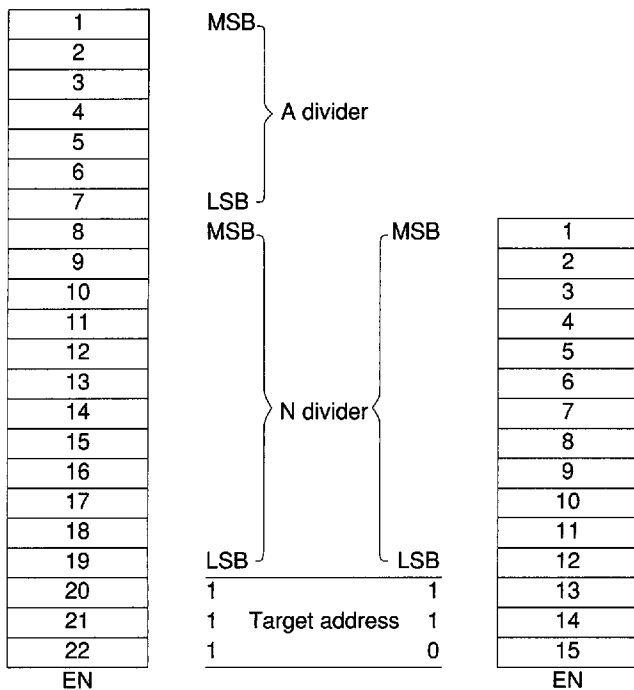 1 MSB
2
3
4 A divider
5
6
7 LSB
8 MSB MSB 1
9 2
10 3
11 4
12 5
13 6
14 N divider 7
15 8
16 9
17 10
18 11
19 LSB LSB 12
20 1 1 13
21 1 Target address 1 14
22 1 0 15
EN EN